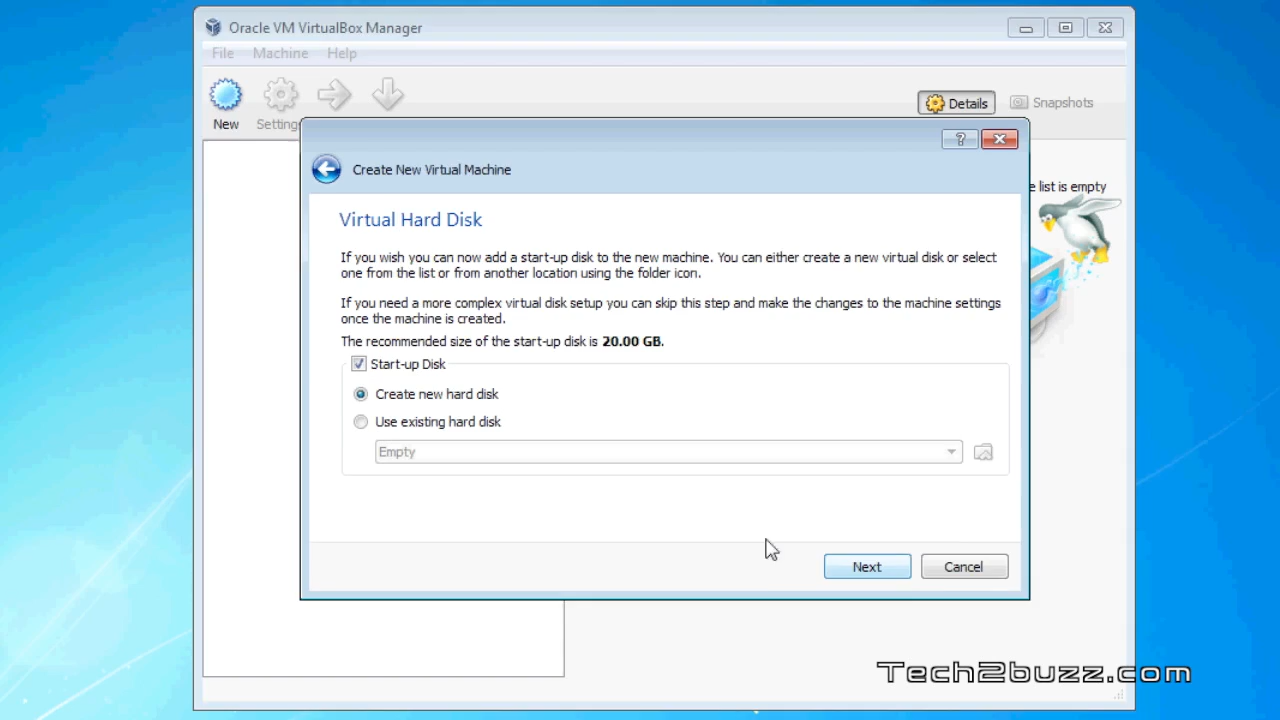 Oracle VM VirtualBox Manager
File Machine Help
New
Details
Snapshots
Create New Virtual Machine
e list is empty
Virtual Hard Disk
If you wish you can now add a start-up disk to the new machine. You can either create a new virtual disk or select
one from the list or from another location using the folder icon.
If you need a more complex virtual disk setup you can skip this step and make the changes to the machine settings
once the machine is created.
The recommended size of the start-up disk is 20.00 GB.
Start-up Disk
Create new hard disk
Use existing hard disk
Empty
Next
Cancel
Tech2buzz.com